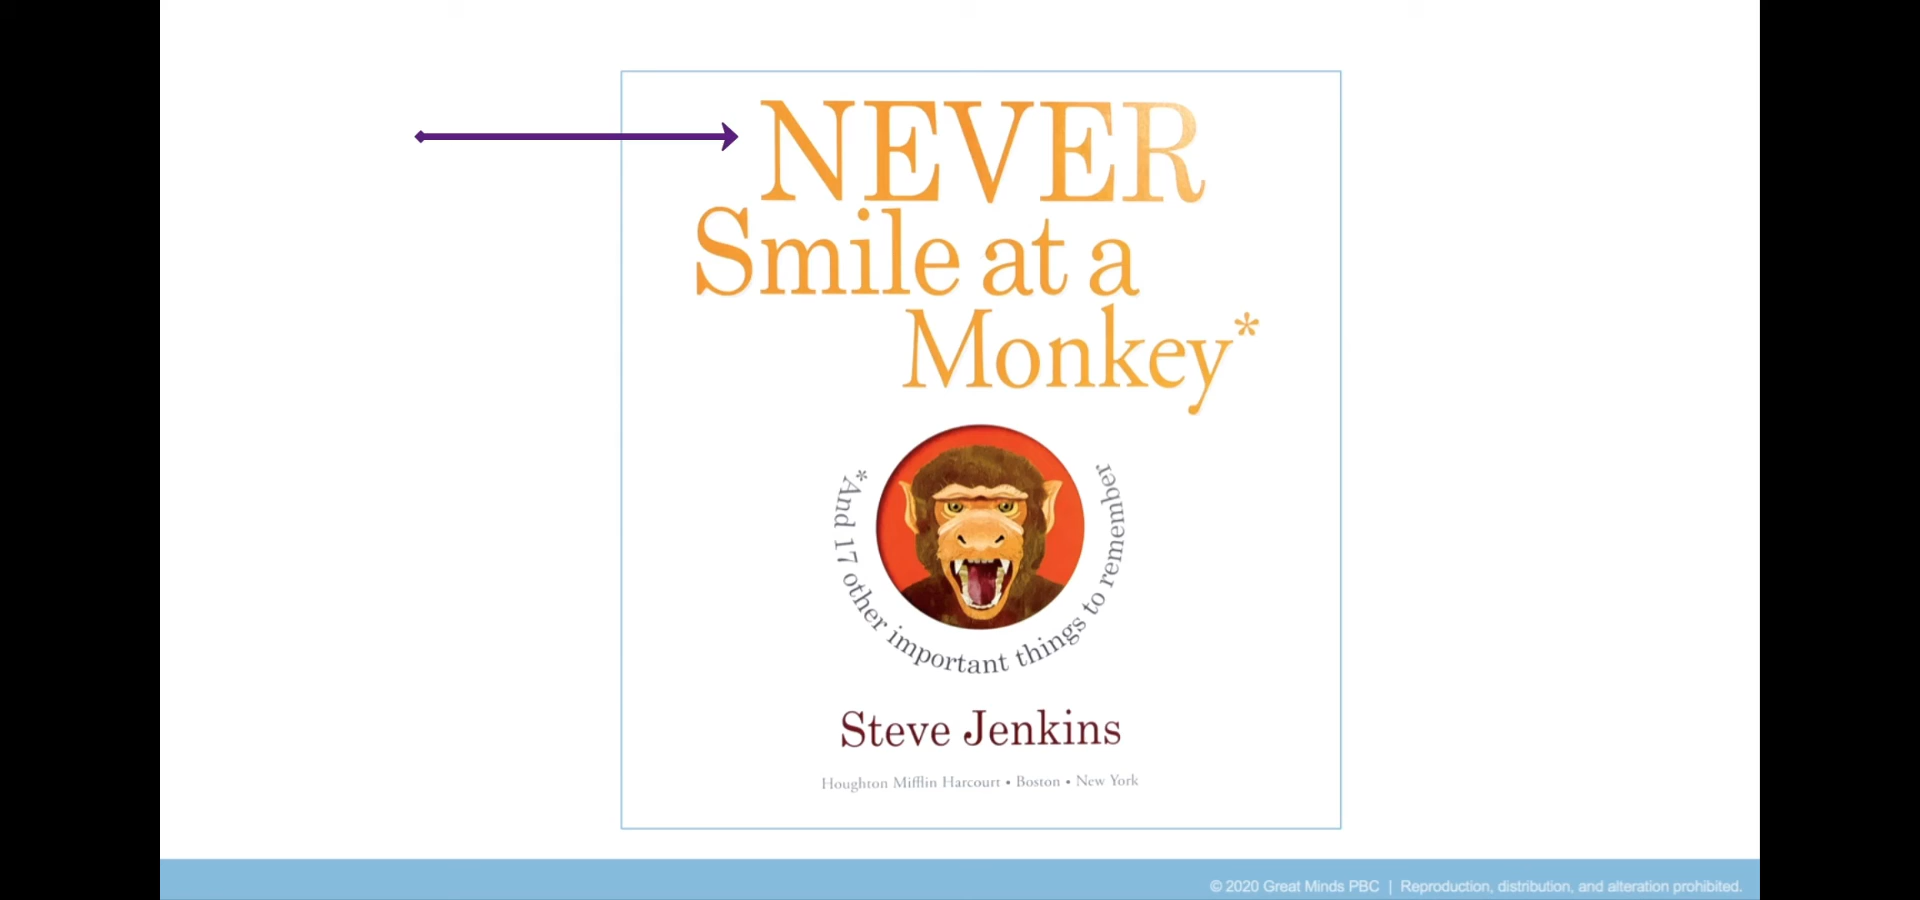 NEVER
Smile at a
Monkey*
*And 17 other important things to remember
Steve Jenkins
Houghton Mifflin Harcourt • Boston • New York
© 2020 Great Minds PBC | Reproduction, distribution, and alteration prohibited.